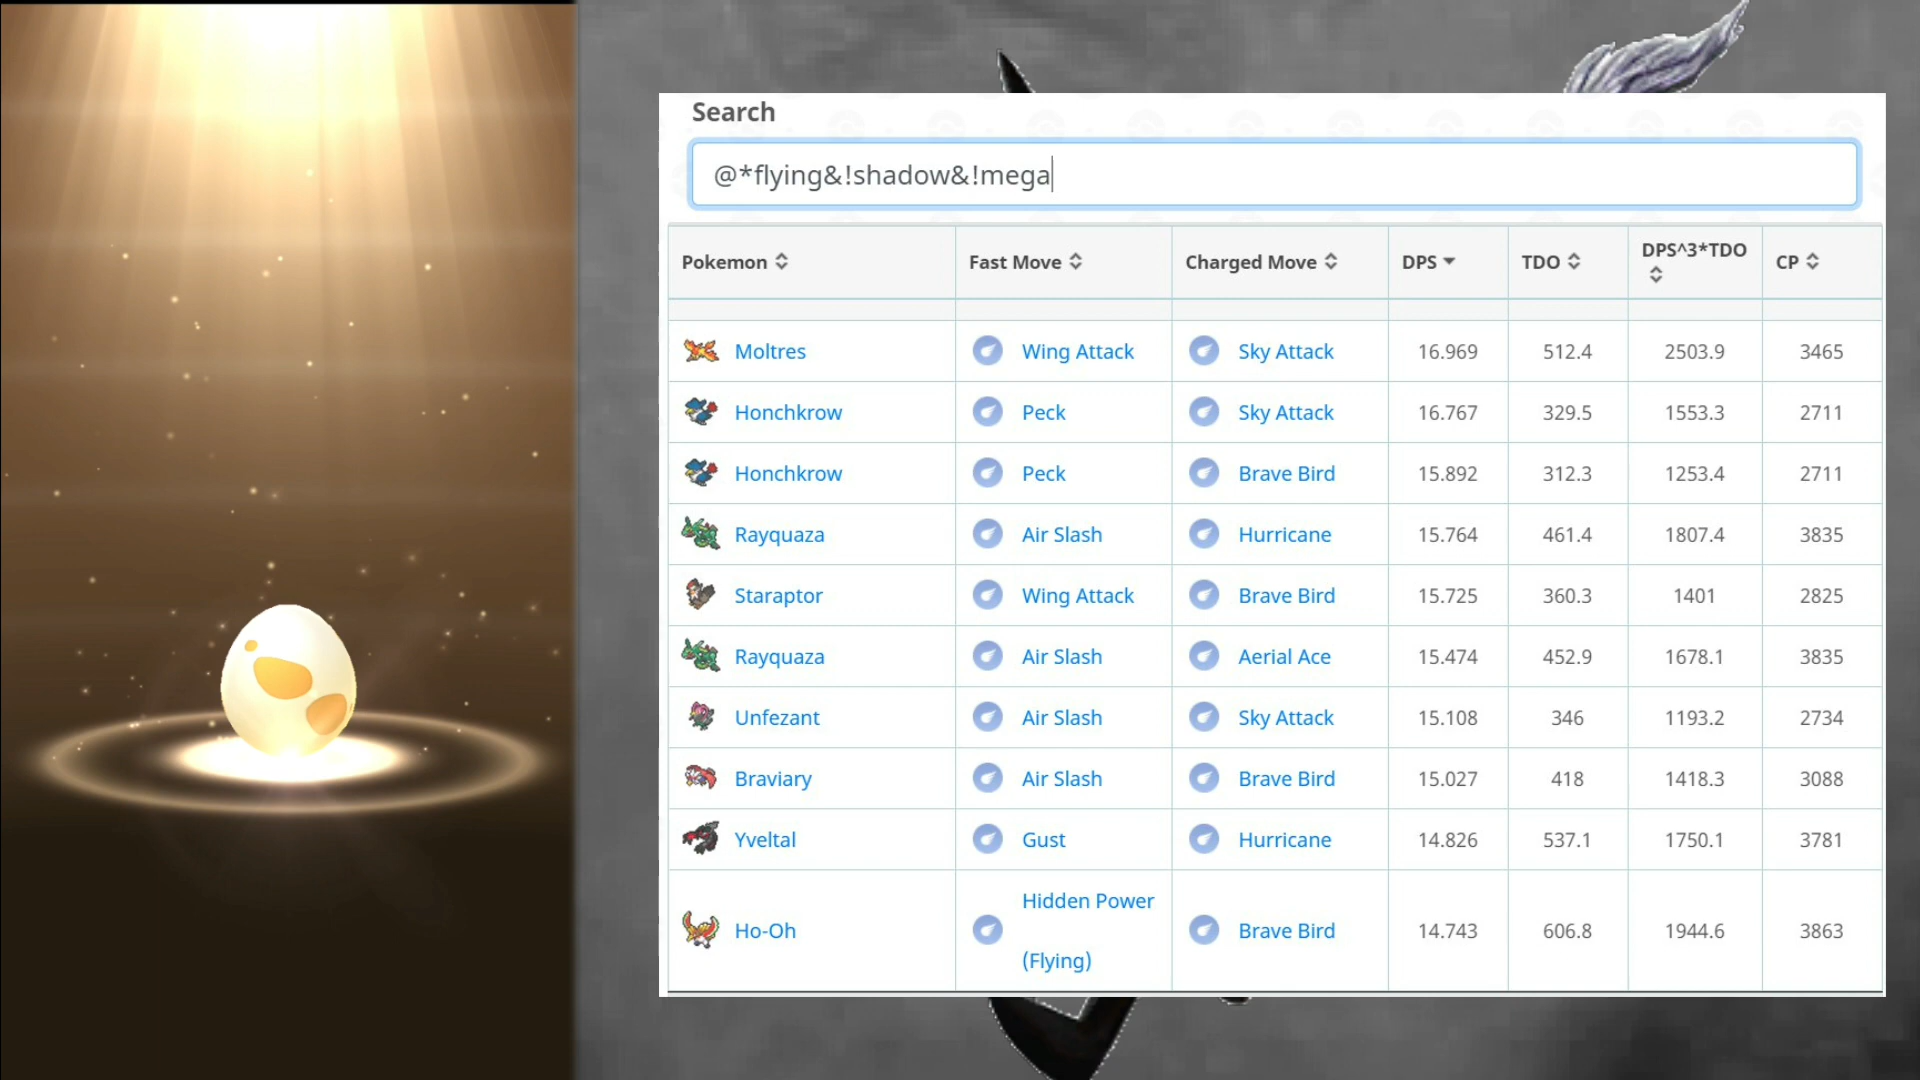 Search
@*flying&!shadow&!mega
Pokemon Fast Move Charged Move DPS TDO DPS^3*TDO CP
Moltres Wing Attack Sky Attack 16.969 512.4 2503.9 3465
Honchkrow Peck Sky Attack 16.767 329.5 1553.3 2711
Honchkrow Peck Brave Bird 15.892 312.3 1253.4 2711
Rayquaza Air Slash Hurricane 15.764 461.4 1807.4 3835
Staraptor Wing Attack Brave Bird 15.725 360.3 1401 2825
Rayquaza Air Slash Aerial Ace 15.474 452.9 1678.1 3835
Unfezant Air Slash Sky Attack 15.108 346 1193.2 2734
Braviary Air Slash Brave Bird 15.027 418 1418.3 3088
Yveltal Gust Hurricane 14.826 537.1 1750.1 3781
Ho-Oh Hidden Power (Flying) Brave Bird 14.743 606.8 1944.6 3863